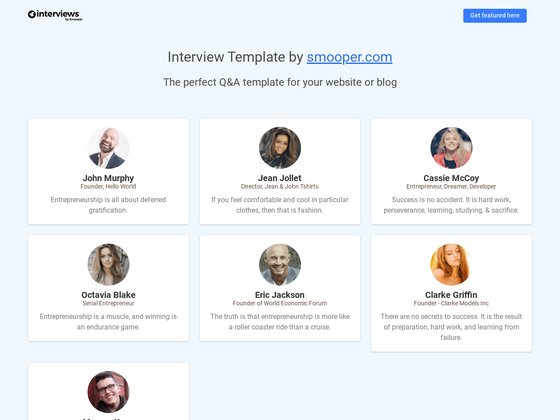 interviews
by Smooper
Get featured here
Interview Template by smooper.com
The perfect Q&A template for your website or blog
John Murphy
Founder, Hello World
Entrepreneurship is all about deferred
gratification.
Jean Jollet
Director, Jean & John Tshirts
If you feel comfortable and cool in particular
clothes, then that is fashion.
Cassie McCoy
Entrepreneur, Dreamer, Developer
Success is no accident. It is hard work,
perseverance, learning, studying, & sacrifice.
Octavia Blake
Serial Entrepreneur
Entrepreneurship is a muscle, and winning is
an endurance game.
Eric Jackson
Founder of World Economic Forum
The truth is that entrepreneurship is more like
a roller coaster ride than a cruise.
Clarke Griffin
Founder - Clarke Models Inc
There are no secrets to success. It is the result
of preparation, hard work, and learning from
failure.